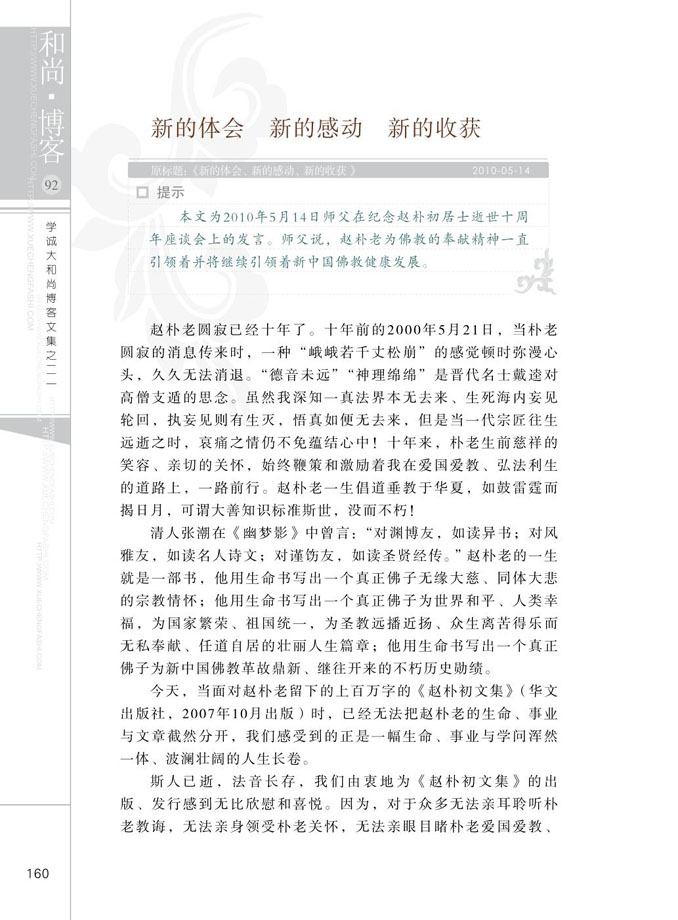 和尚·博客
92
学诚大和尚博客文集之二
新的体会　新的感动　新的收获
原标题:《新的体会、新的感动、新的收获》 2010-05-14
提示
本文为2010年5月14日师父在纪念赵朴初居士逝世十周
年座谈会上的发言。师父说，赵朴老为佛教的奉献精神一直
引领着并将继续引领着新中国佛教健康发展。
赵朴老圆寂已经十年了。十年前的2000年5月21日，当朴老
圆寂的消息传来时，一种“峨峨若千丈松崩”的感觉顿时弥漫心
头，久久无法消退。“德音未远”“神理绵绵”是晋代名士戴逵对
高僧支遁的思念。虽然我深知一真法界本无去来、生死海内妄见
轮回，执妄见则有生灭，悟真如便无去来，但是当一代宗匠往生
远逝之时，哀痛之情仍不免蕴结心中！十年来，朴老生前慈祥的
笑容、亲切的关怀，始终鞭策和激励着我在爱国爱教、弘法利生
的道路上，一路前行。赵朴老一生倡道垂教于华夏，如鼓雷霆而
揭日月，可谓大善知识标准斯世，没而不朽！
清人张潮在《幽梦影》中曾言：“对渊博友，如读异书；对风
雅友，如读名人诗文；对谨饬友，如读圣贤经传。”赵朴老的一生
就是一部书，他用生命书写出一个真正佛子无缘大慈、同体大悲
的宗教情怀；他用生命书写出一个真正佛子为世界和平、人类幸
福，为国家繁荣、祖国统一，为圣教远播近扬、众生离苦得乐而
无私奉献、任道自居的壮丽人生篇章；他用生命书写出一个真正
佛子为新中国佛教革故鼎新、继往开来的不朽历史勋绩。
今天，当面对赵朴老留下的上百万字的《赵朴初文集》（华文
出版社，2007年10月出版）时，已经无法把赵朴老的生命、事业
与文章截然分开，我们感受到的正是一幅生命、事业与学问浑然
一体、波澜壮阔的人生长卷。
斯人已逝，法音长存，我们由衷地为《赵朴初文集》的出
版、发行感到无比欣慰和喜悦。因为，对于众多无法亲耳聆听朴
老教诲，无法亲身领受朴老关怀，无法亲眼目睹朴老爱国爱教、
160